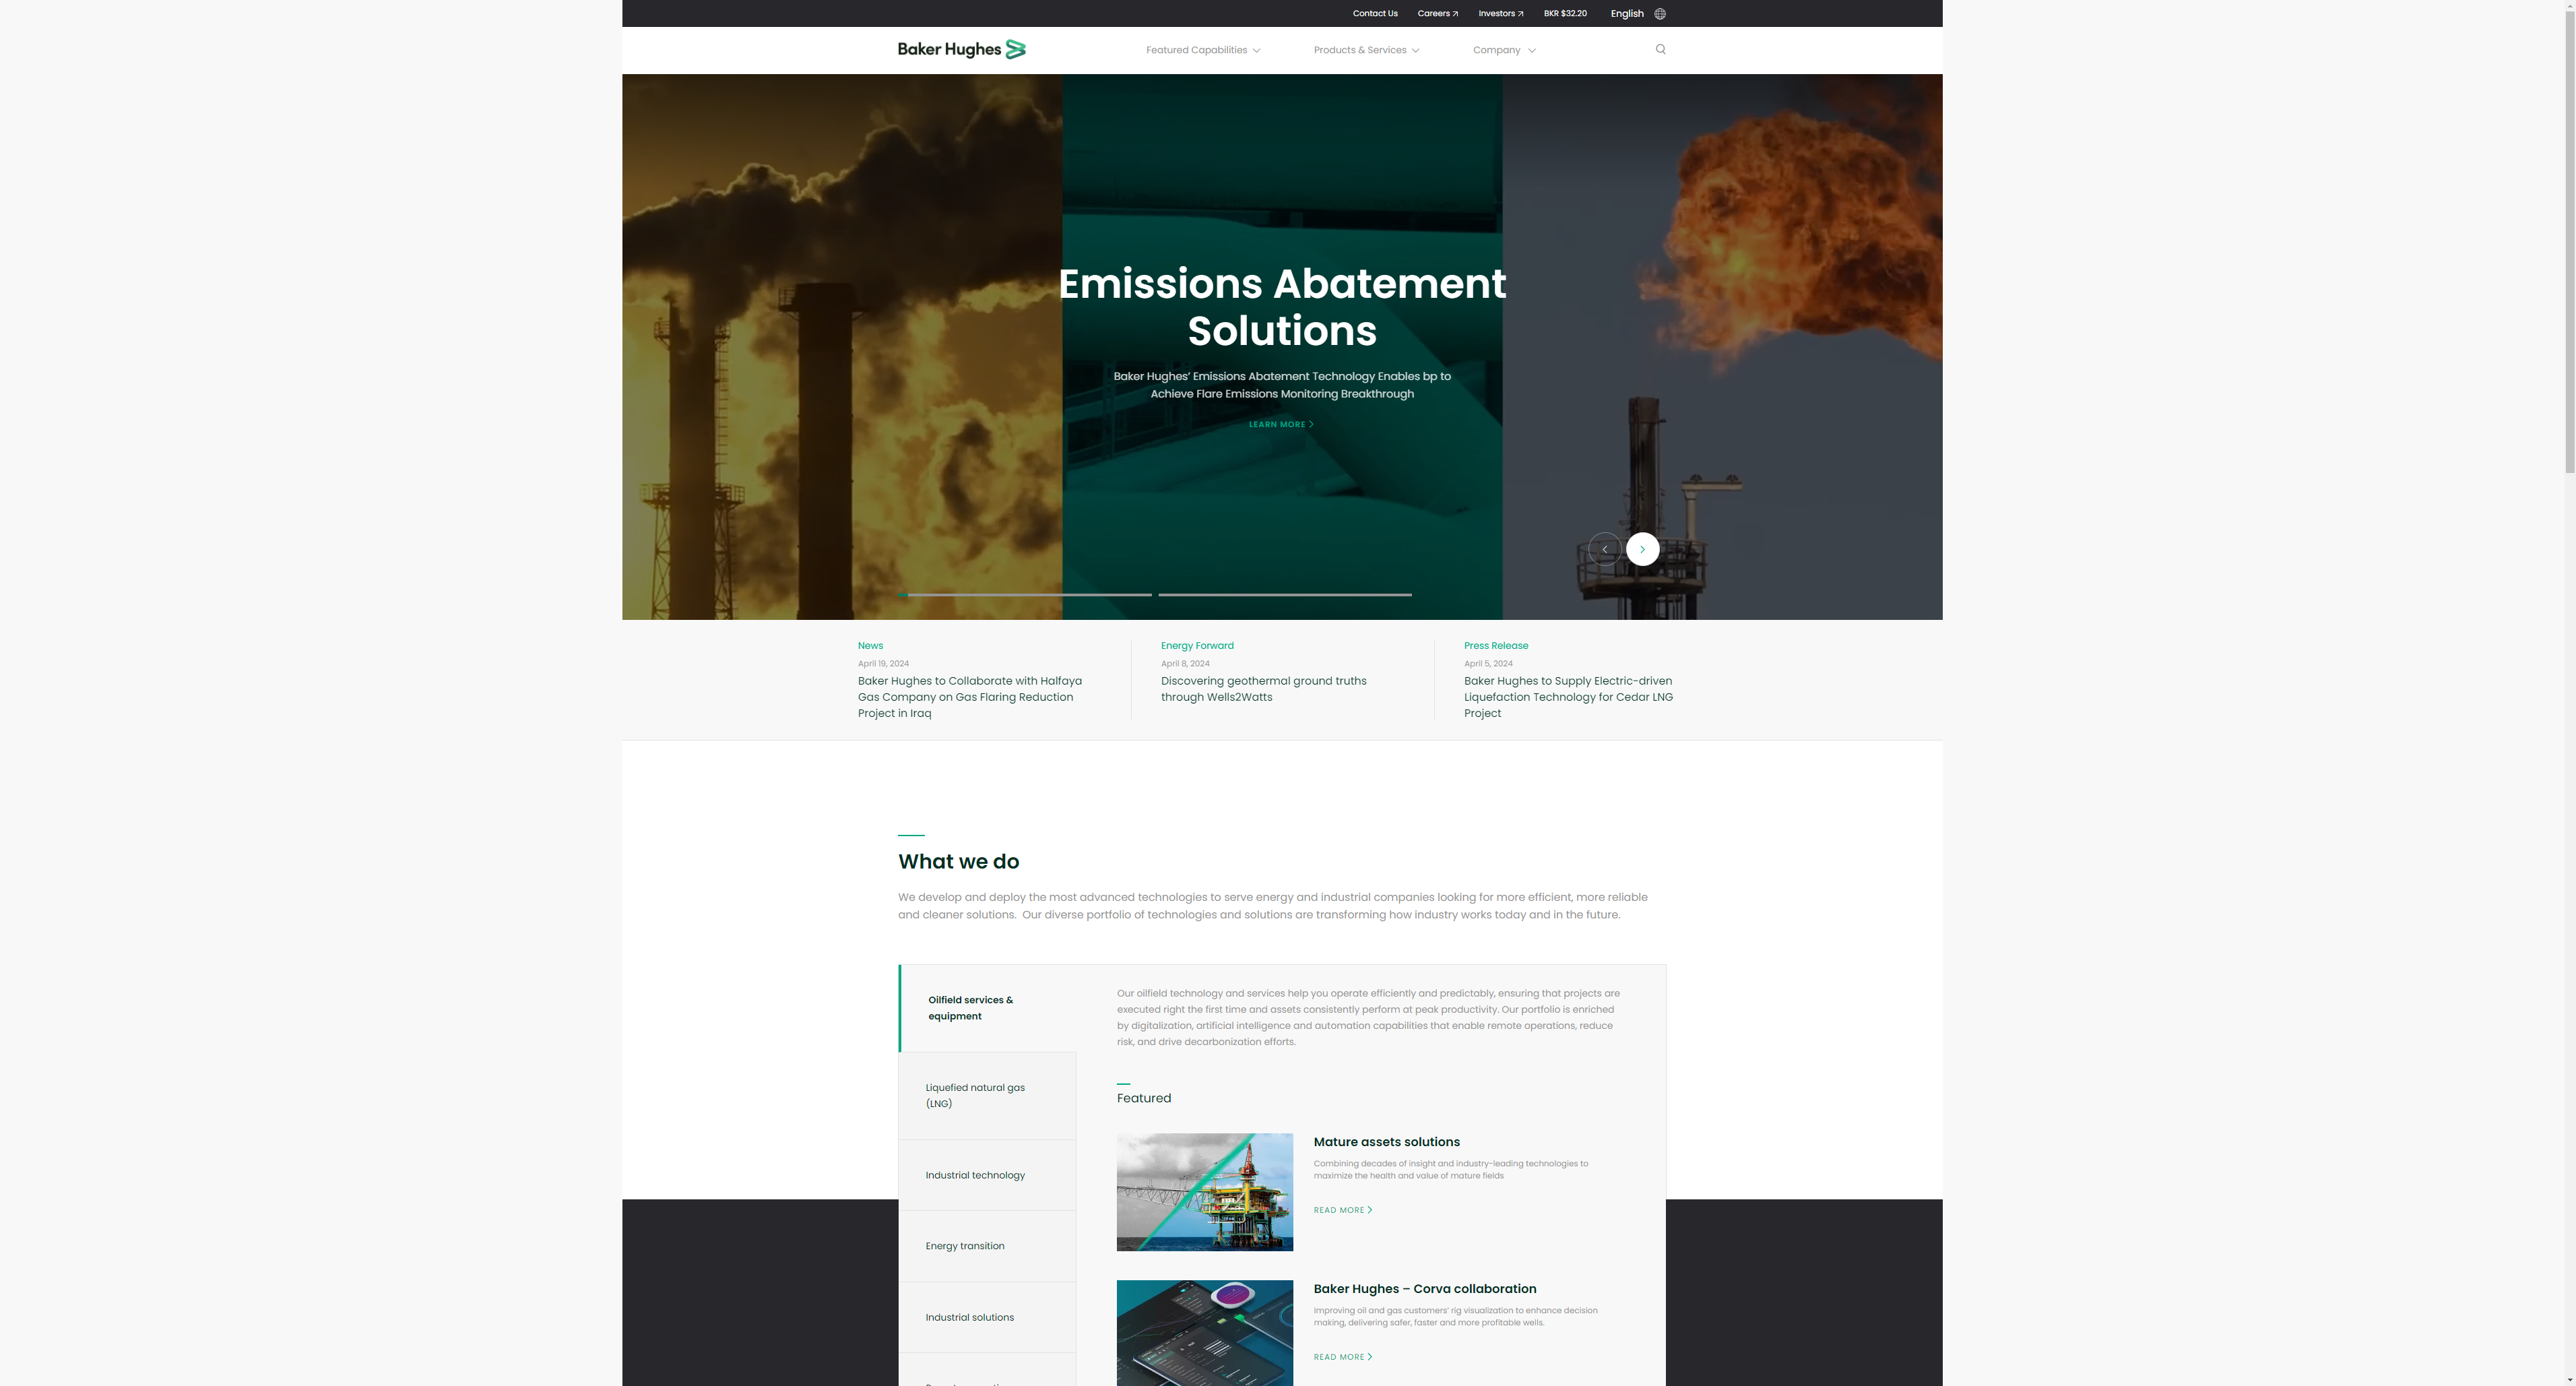 Contact Us Careers Investors BKR $32.20 English
Baker Hughes Featured Capabilities Products & Services Company
Emissions Abatement
Solutions
Baker Hughes' Emissions Abatement Technology Enables bp to
Achieve Flare Emissions Monitoring Breakthrough
LEARN MORE
News
April 19, 2024
Baker Hughes to Collaborate with Halfaya
Gas Company on Gas Flaring Reduction
Project in Iraq
Energy Forward
April 8, 2024
Discovering geothermal ground truths
through Wells2Watts
Press Release
April 5, 2024
Baker Hughes to Supply Electric-driven
Liquefaction Technology for Cedar LNG
Project
What we do
We develop and deploy the most advanced technologies to serve energy and industrial companies looking for more efficient, more reliable
and cleaner solutions. Our diverse portfolio of technologies and solutions are transforming how industry works today and in the future.
Oilfield services &
equipment
Liquefied natural gas
(LNG)
Industrial technology
Energy transition
Industrial solutions
Our oilfield technology and services help you operate efficiently and predictably, ensuring that projects are
executed right the first time and assets consistently perform at peak productivity. Our portfolio is enriched
by digitalization, artificial intelligence and automation capabilities that enable remote operations, reduce
risk, and drive decarbonization efforts.
Featured
Mature assets solutions
Combining decades of insight and industry-leading technologies to
maximize the health and value of mature fields
READ MORE
Baker Hughes – Corva collaboration
Improving oil and gas customers' rig visualization to enhance decision
making, delivering safer, faster and more profitable wells.
READ MORE